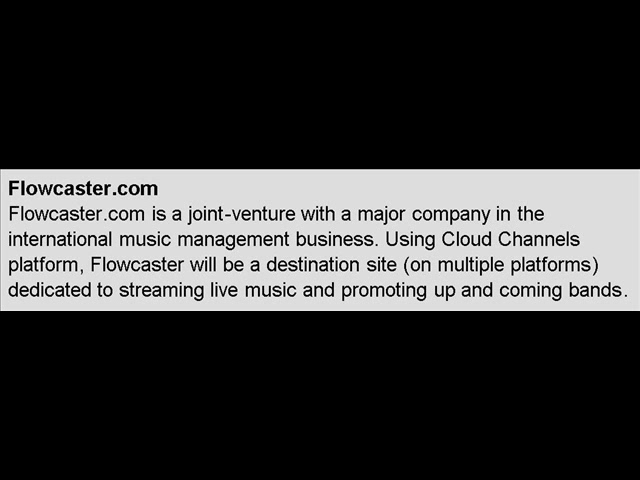 Flowcaster.com
Flowcaster.com is a joint-venture with a major company in the
international music management business. Using Cloud Channels
platform, Flowcaster will be a destination site (on multiple platforms)
dedicated to streaming live music and promoting up and coming bands.